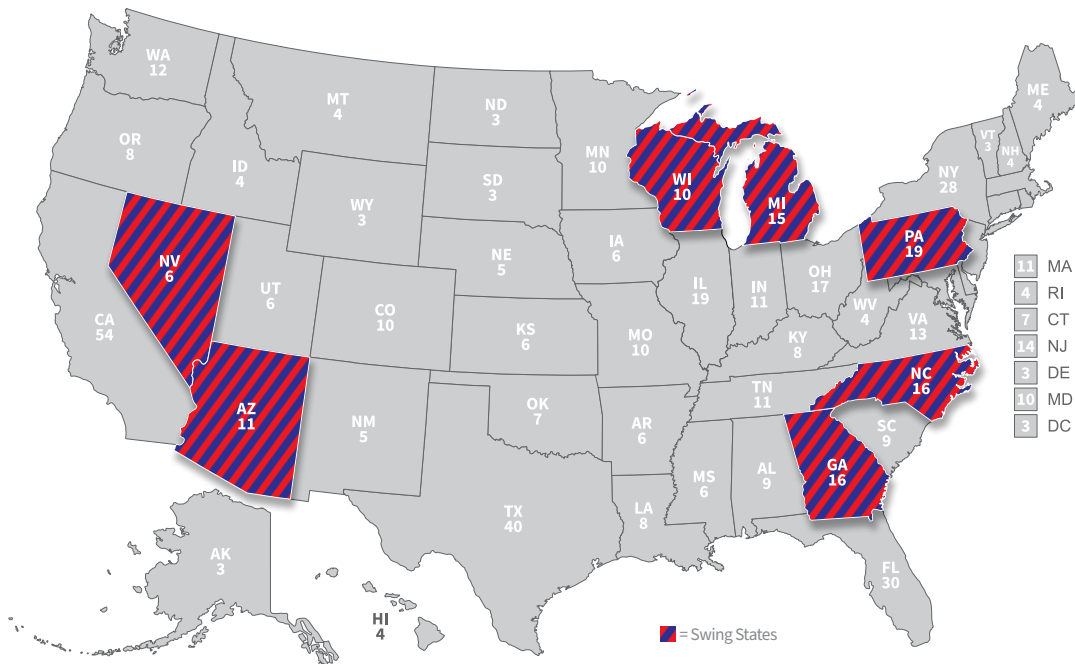 WA
12
MT
4
ND
3
ME
4
OR
8
ID
4
MN
10
VT
3
NH
4
SD
3
WI
10
NY
28
WY
3
MI
15
NV
6
IA
6
PA
19
NE
5
UT
6
IL
19
IN
11
OH
17
11 MA
4 RI
7 CT
14 NJ
3 DE
10 MD
3 DC
CA
54
CO
10
KS
6
MO
10
WV
4
VA
13
KY
8
NC
16
AZ
11
NM
5
OK
7
TN
11
AR
6
SC
9
MS
6
AL
9
GA
16
TX
40
LA
8
AK
3
FL
30
HI
4
= Swing States